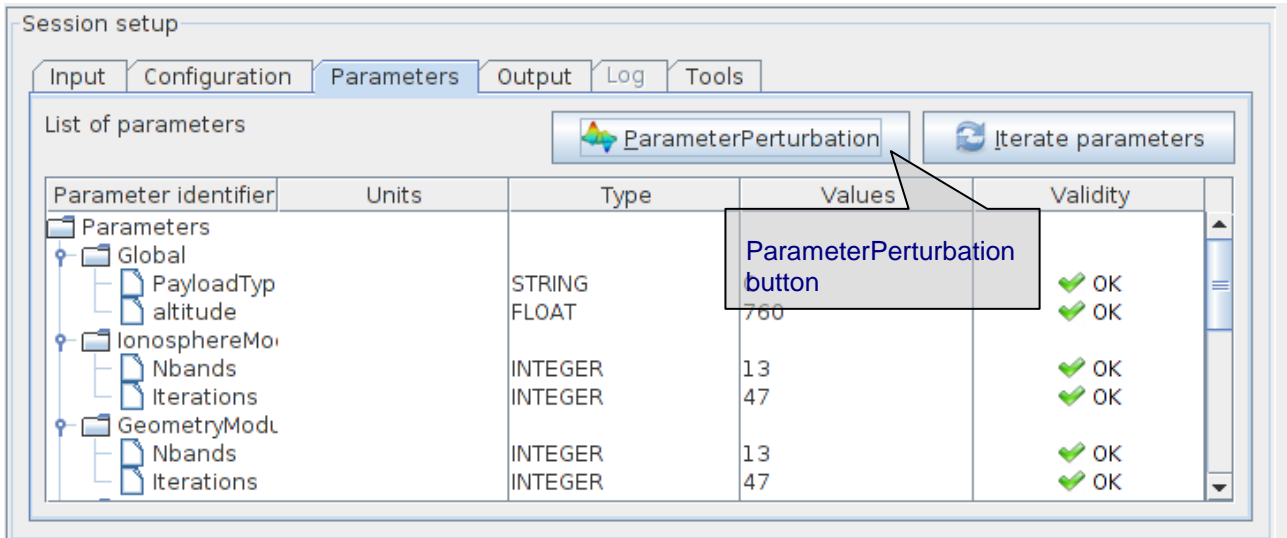 Session setup
Input Configuration Parameters Output Log Tools
List of parameters ParameterPerturbation Iterate parameters
Parameter identifier Units Type Values Validity
Parameters
Global
PayloadTyp STRING OK
altitude FLOAT 760 OK
ParameterPerturbation
button
IonosphereMo
Nbands INTEGER 13 OK
Iterations INTEGER 47 OK
GeometryModu
Nbands INTEGER 13 OK
Iterations INTEGER 47 OK